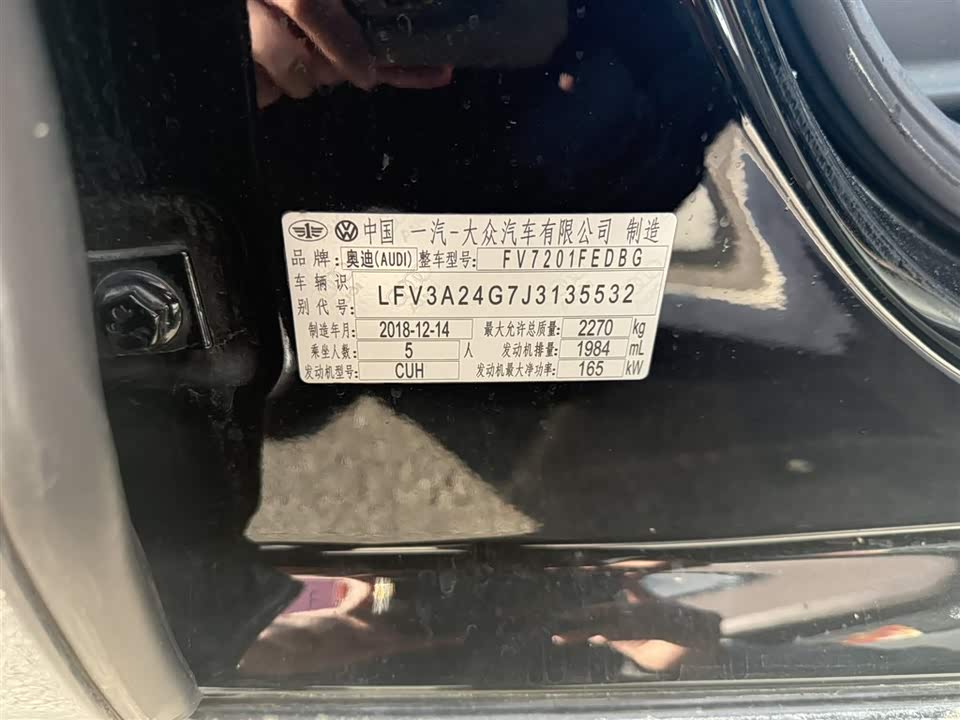 中国 一汽-大众汽车有限公司 制造
品牌: 奥迪(AUDI) 整车型号: FV7201FEDBG
车辆识别代号: LFV3A24G7J3135532
制造年月: 2018-12-14 最大允许总质量: 2270 kg
乘坐人数: 5 人 发动机排量: 1984 mL
发动机型号: CUH 发动机最大净功率: 165 kW